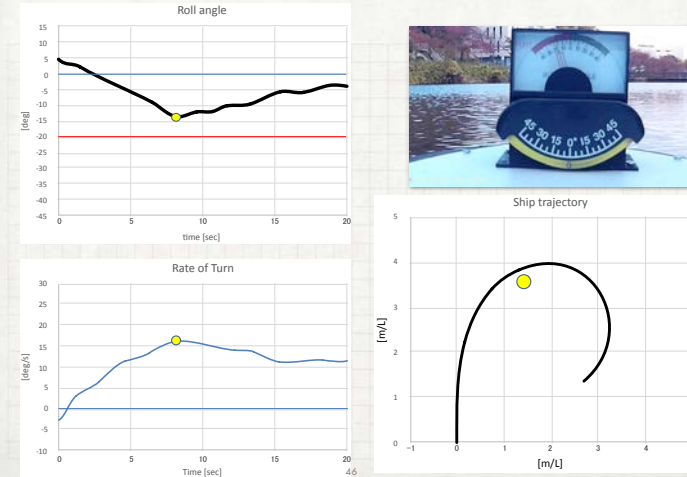 Roll angle
15
10
5
0
-5
-10
-15
-20
-25
-30
-35
-40
-45
[deg]
0 5 10 15 20
time [sec]
45 30 15 0° 15 30 45
Rate of Turn
30
25
20
15
10
5
0
-5
-10
[deg/s]
0 5 10 15 20
Time [sec]
46
Ship trajectory
5
4
3
2
1
0
[m/L]
-1 0 1 2 3 4
[m/L]